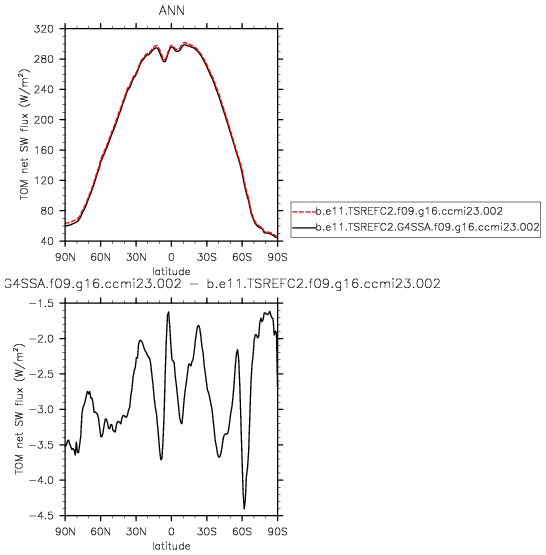 ANN
320
280
240
200
160
120
80
40
TOM net SW flux (W/m²)
90N 60N 30N 0 30S 60S 90S
latitude
b.e11.TSREFC2.f09.g16.ccmi23.002
b.e11.TSREFC2.G4SSA.f09.g16.ccmi23.002
G4SSA.f09.g16.ccmi23.002 − b.e11.TSREFC2.f09.g16.ccmi23.002
−1.5
−2.0
−2.5
−3.0
−3.5
−4.0
−4.5
TOM net SW flux (W/m²)
90N 60N 30N 0 30S 60S 90S
latitude